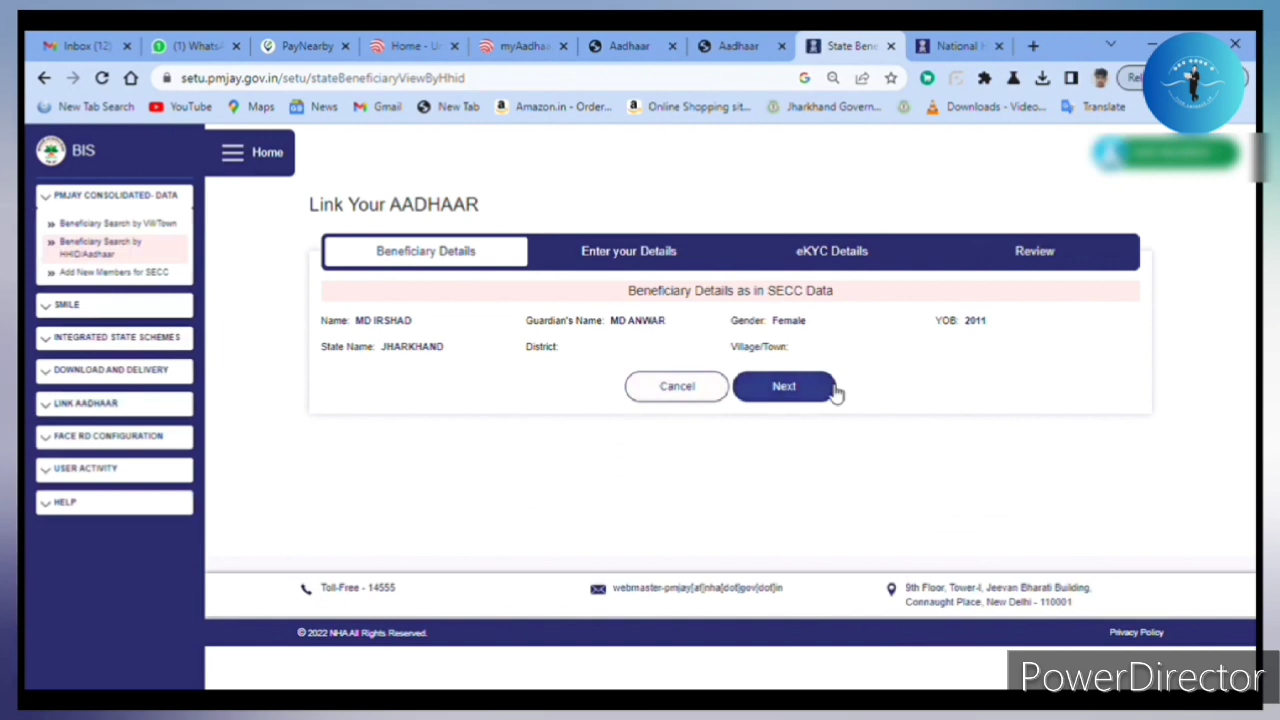 Inbox (12)
(1) Whats
PayNearby
Home - U
myAadha
Aadhaar
Aadhaar
State Bene
National H
setu.pmjay.gov.in/setu/stateBeneficiaryViewByHhid
New Tab Search
YouTube
Maps
News
Gmail
New Tab
Amazon.in - Order...
Online Shopping sit...
Jharkhand Govern...
Downloads - Video...
Translate
BIS
Home
PMJAY CONSOLIDATED- DATA
Beneficiary Search by Vill/Town
Beneficiary Search by
HHID/Aadhaar
Add New Members for SECC
SMILE
INTEGRATED STATE SCHEMES
DOWNLOAD AND DELIVERY
LINK AADHAAR
FACE RD CONFIGURATION
USER ACTIVITY
HELP
Link Your AADHAAR
Beneficiary Details
Enter your Details
eKYC Details
Review
Beneficiary Details as in SECC Data
Name: MD IRSHAD
Guardian's Name: MD ANWAR
Gender: Female
YOB: 2011
State Name: JHARKHAND
District:
Village/Town:
Cancel
Next
Toll-Free - 14555
webmaster-pmjay[at]nha[dot]gov[dot]in
9th Floor, Tower-I, Jeevan Bharati Building,
Connaught Place, New Delhi - 110001
© 2022 NHA All Rights Reserved.
Privacy Policy
PowerDirector